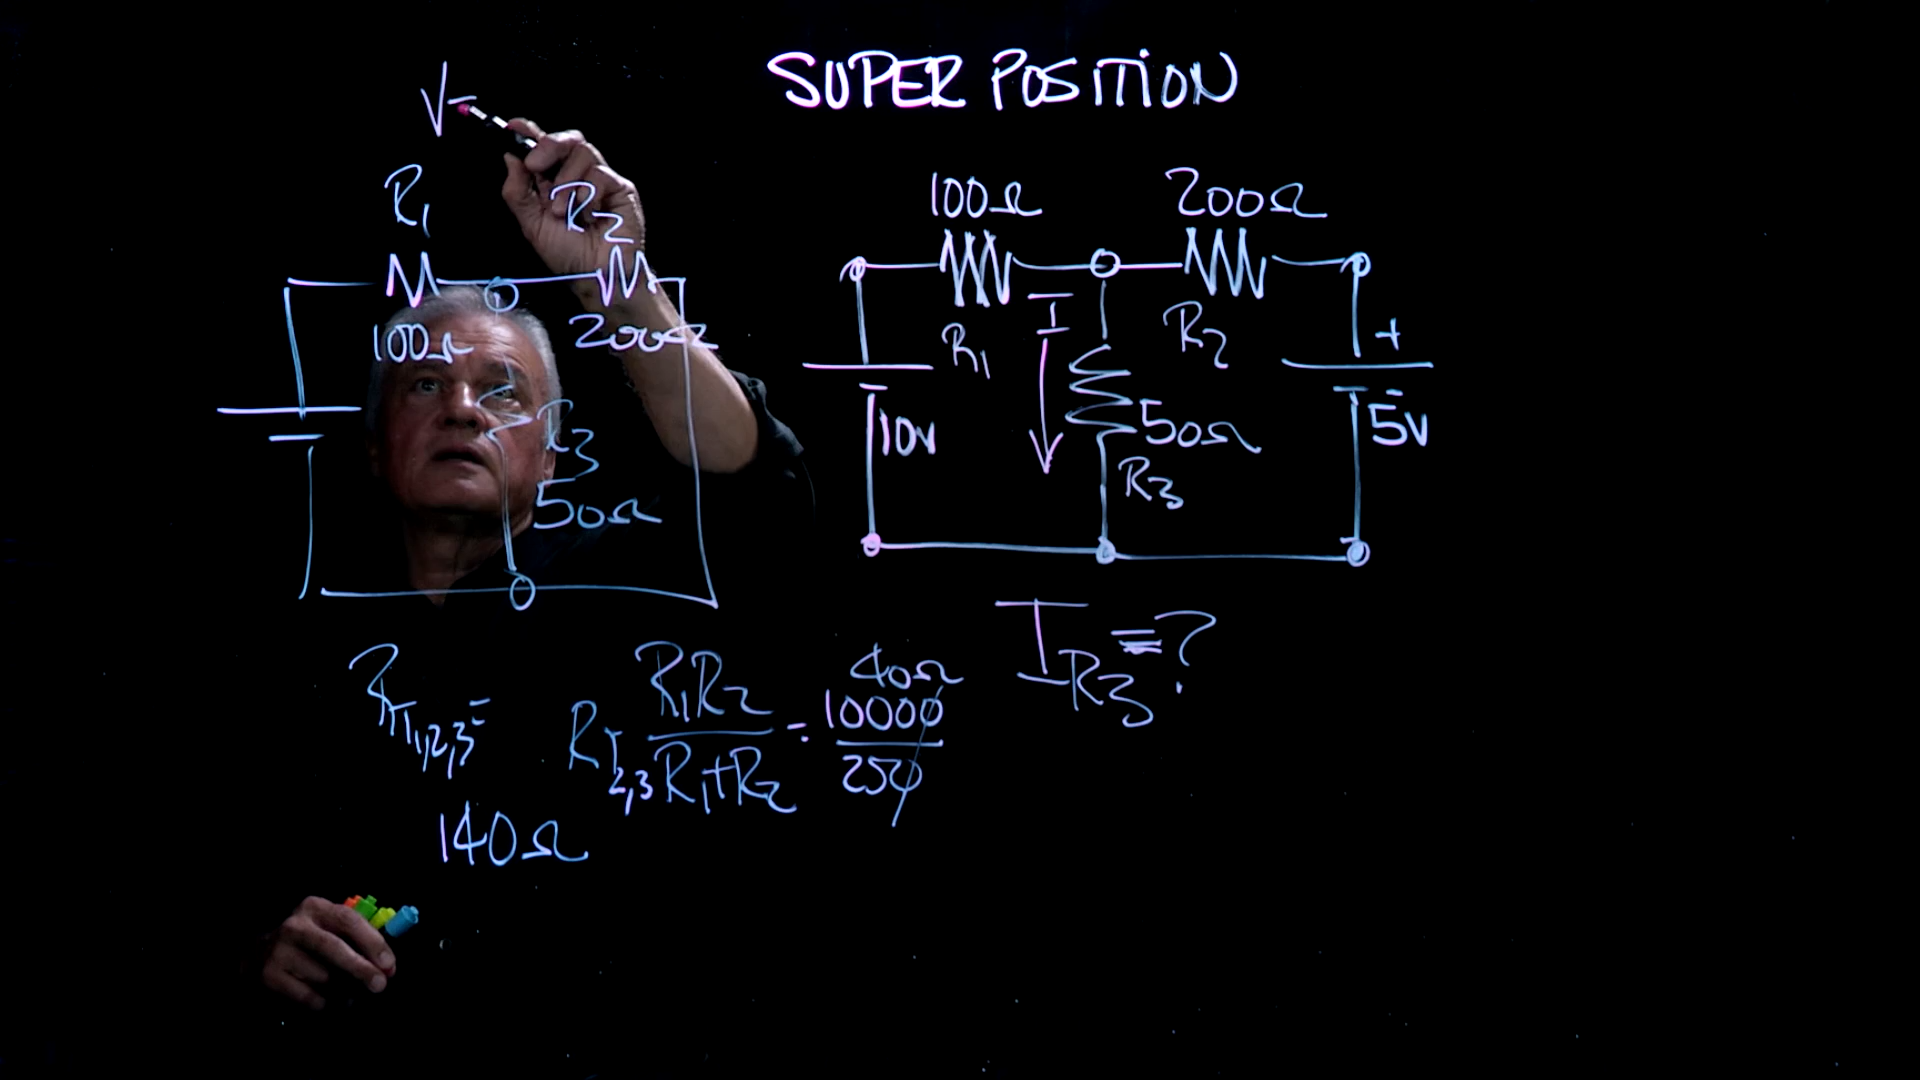 SUPER POSITION
V=
R1
R2
100Ω
200Ω
R3
50Ω
100Ω
200Ω
R1
I
R2
+
-
10V
50Ω
R3
5V
RT1,2,3=
140Ω
RT2,3 R1R2 / R1+R2 = 10000 / 250
40Ω
IR3=?